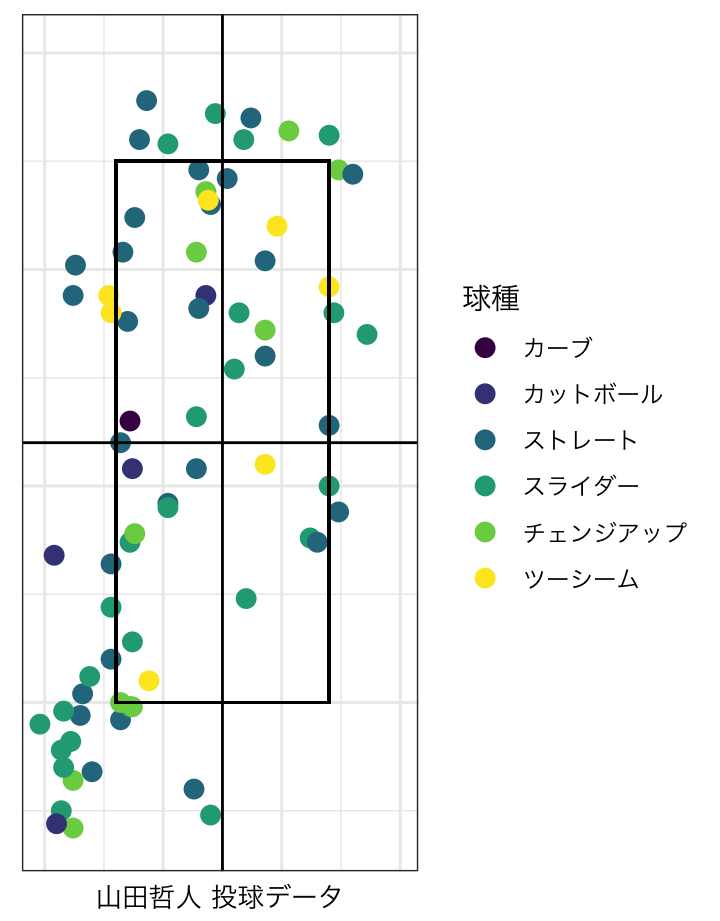 球種
カーブ
カットボール
ストレート
スライダー
チェンジアップ
ツーシーム
山田哲人 投球データ